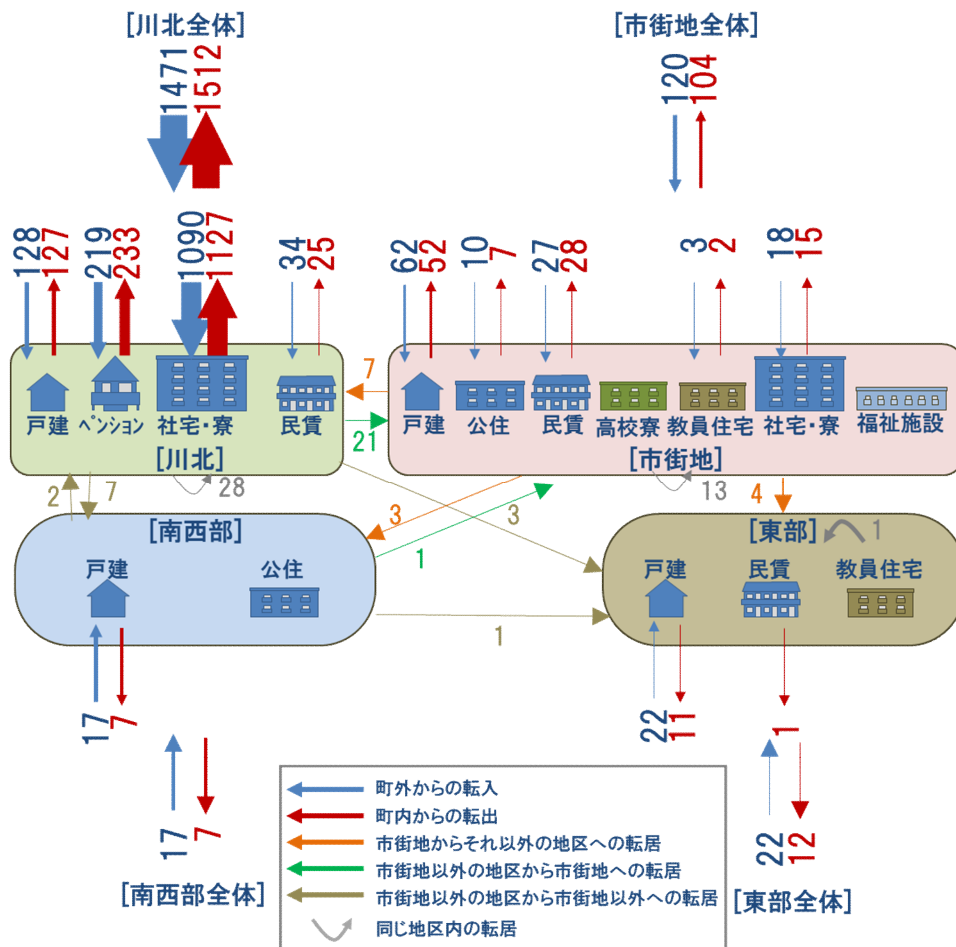 [川北全体]
[市街地全体]
1471
1512
120
104
128
127
219
233
1090
1127
34
25
62
52
10
7
27
28
3
2
18
15
戸建
ペンション
社宅・寮
民賃
[川北]
7
21
戸建
公住
民賃
高校寮
教員住宅
社宅・寮
福祉施設
[市街地]
2
7
28
3
3
13
4
1
[南西部]
戸建
公住
1
[東部]
1
戸建
民賃
教員住宅
17
7
22
11
1
17
7
22
12
[南西部全体]
[東部全体]
町外からの転入
町内からの転出
市街地からそれ以外の地区への転居
市街地以外の地区から市街地への転居
市街地以外の地区から市街地以外への転居
同じ地区内の転居